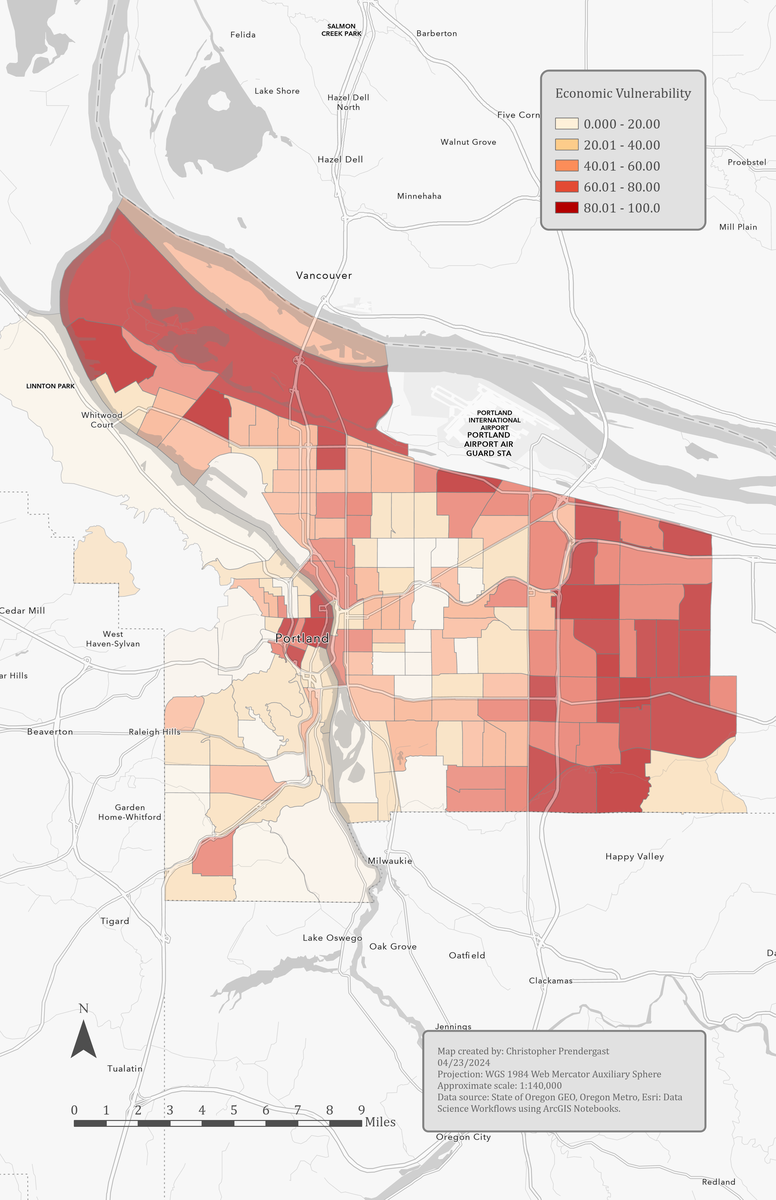 Felida
SALMON
CREEK PARK
Barberton
Lake Shore
Hazel Dell
North
Five Corn
Economic Vulnerability
0.000 - 20.00
20.01 - 40.00
40.01 - 60.00
60.01 - 80.00
80.01 - 100.0
Walnut Grove
Hazel Dell
Proebstel
Minnehaha
Mill Plain
Vancouver
LINNTON PARK
Whitwood
Court
PORTLAND
INTERNATIONAL
AIRPORT
PORTLAND
AIRPORT AIR
GUARD STA
Cedar Mill
West
Haven-Sylvan
Portland
ar Hills
Beaverton
Raleigh Hills
Garden
Home-Whitford
Milwaukie
Happy Valley
Tigard
Lake Oswego
Oak Grove
Oatfield
Da
Clackamas
N
Jennings
Map created by: Christopher Prendergast
04/23/2024
Projection: WGS 1984 Web Mercator Auxiliary Sphere
Approximate scale: 1:140,000
Data source: State of Oregon GEO, Oregon Metro, Esri: Data
Science Workflows using ArcGIS Notebooks.
Tualatin
0 1 2 3 4 5 6 7 8 9
Miles
Oregon City
Redland